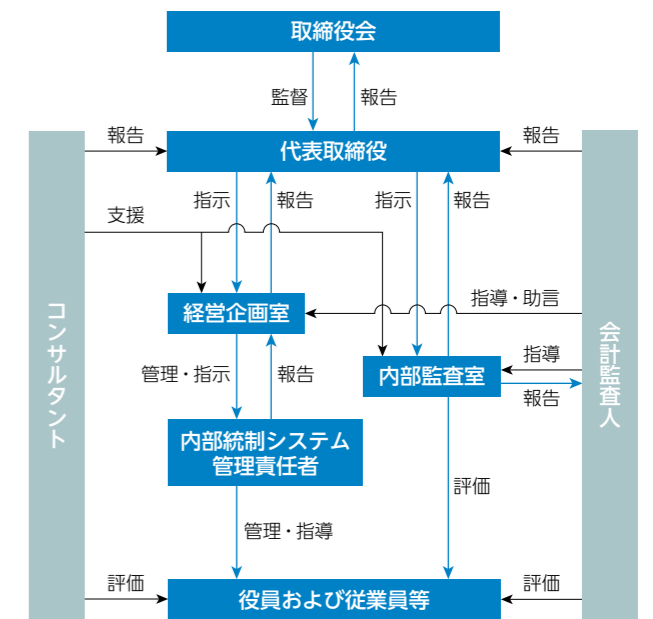 取締役会
監督
報告
報告
代表取締役
報告
指示
報告
指示
報告
支援
経営企画室
指導・助言
コンサルタント
会計監査人
管理・指示
報告
内部監査室
指導
報告
内部統制システム
管理責任者
評価
管理・指導
評価
役員および従業員等
評価